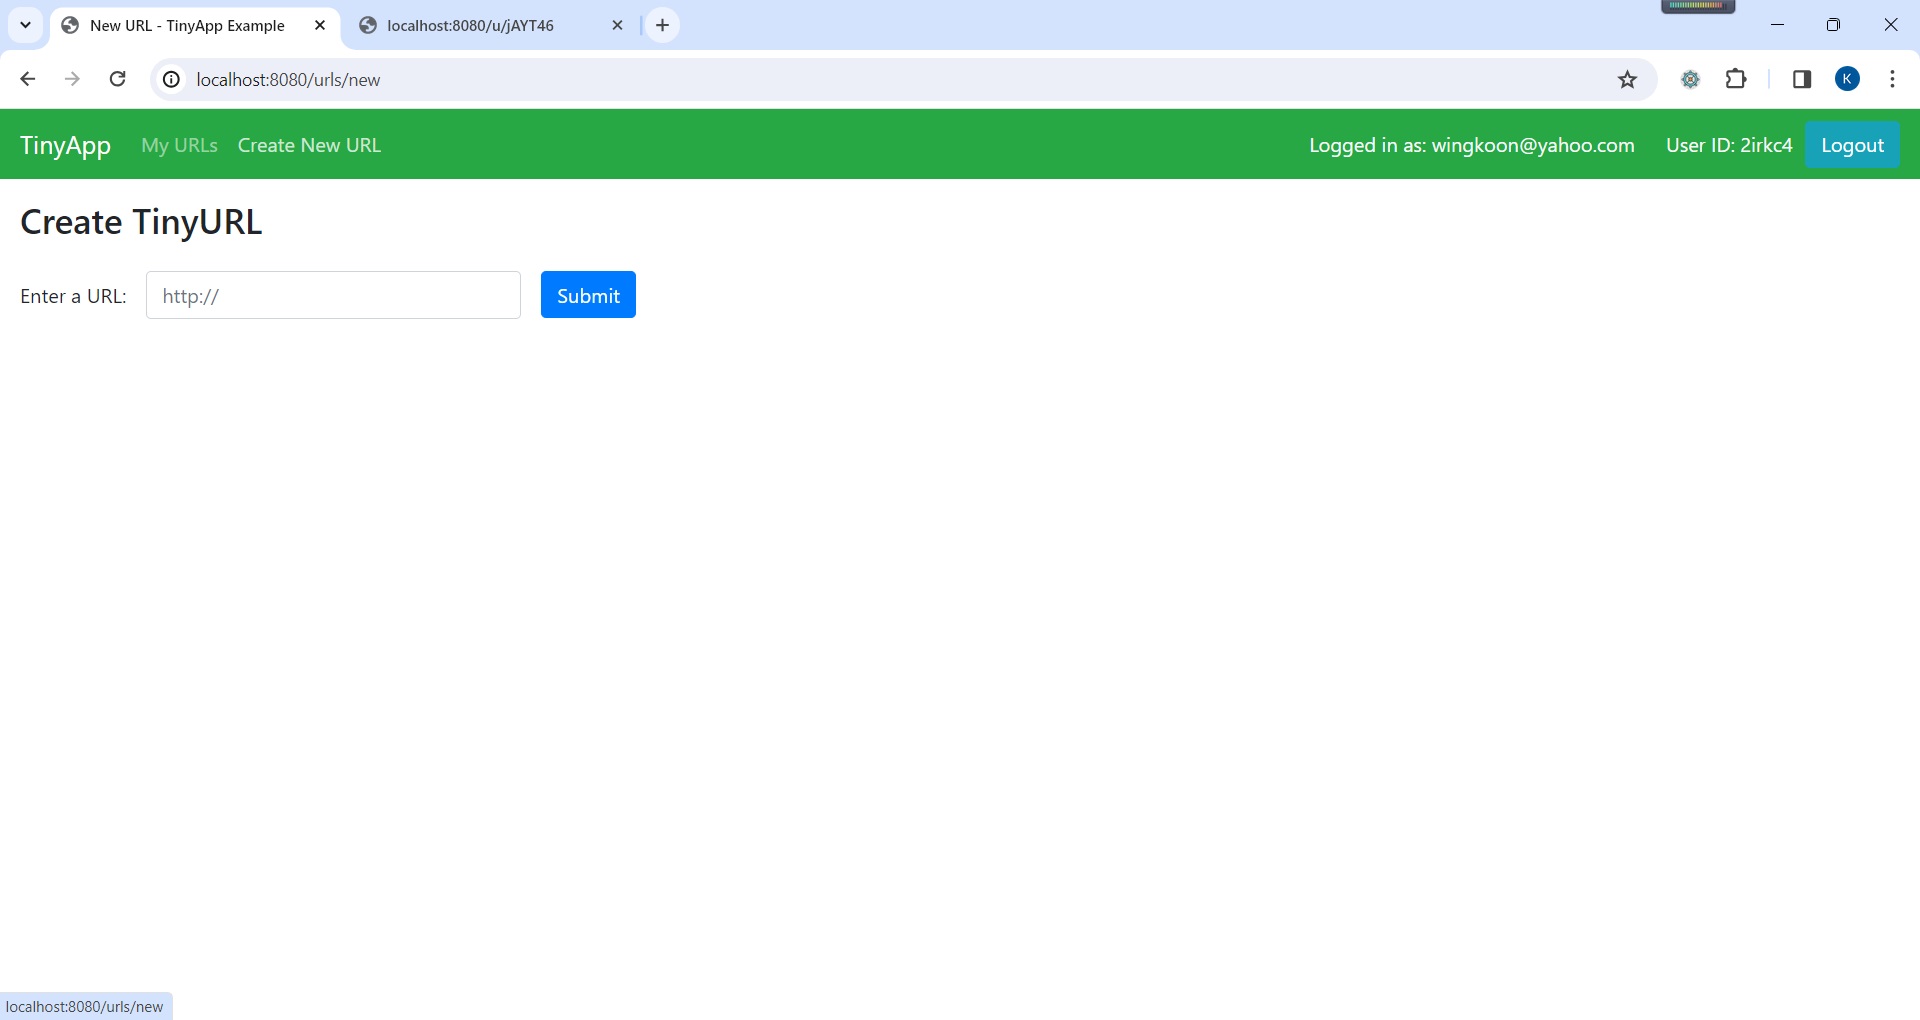 New URL - TinyApp Example
localhost:8080/u/jAYT46
localhost:8080/urls/new
K
TinyApp My URLs Create New URL Logged in as: wingkoon@yahoo.com User ID: 2irkc4 Logout
Create TinyURL
Enter a URL: http:// Submit
localhost:8080/urls/new